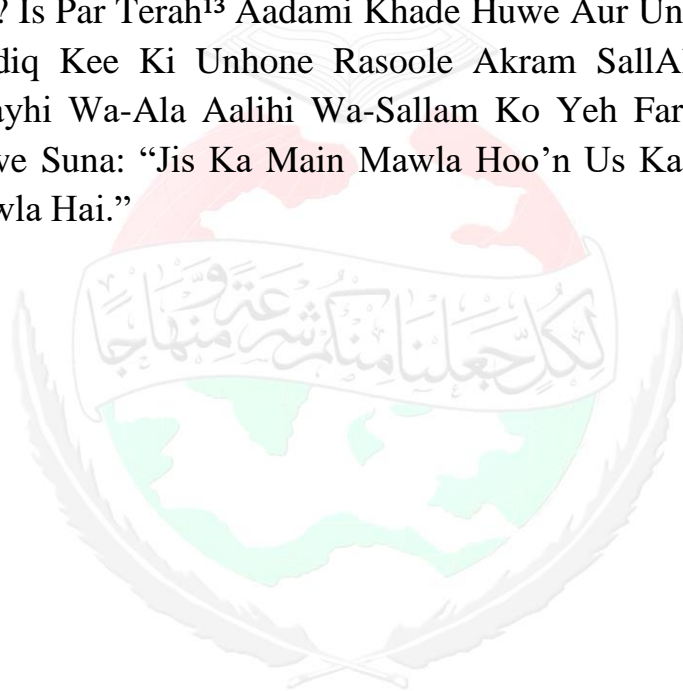 ? Is Par Terah¹³ Aadami Khade Huwe Aur Un
diq Kee Ki Unhone Rasoole Akram SallAl
ayhi Wa-Ala Aalihi Wa-Sallam Ko Yeh Far
we Suna: “Jis Ka Main Mawla Hoo’n Us Ka
wla Hai.”
لكل جعلنا منكم شرعة ومنهاجا